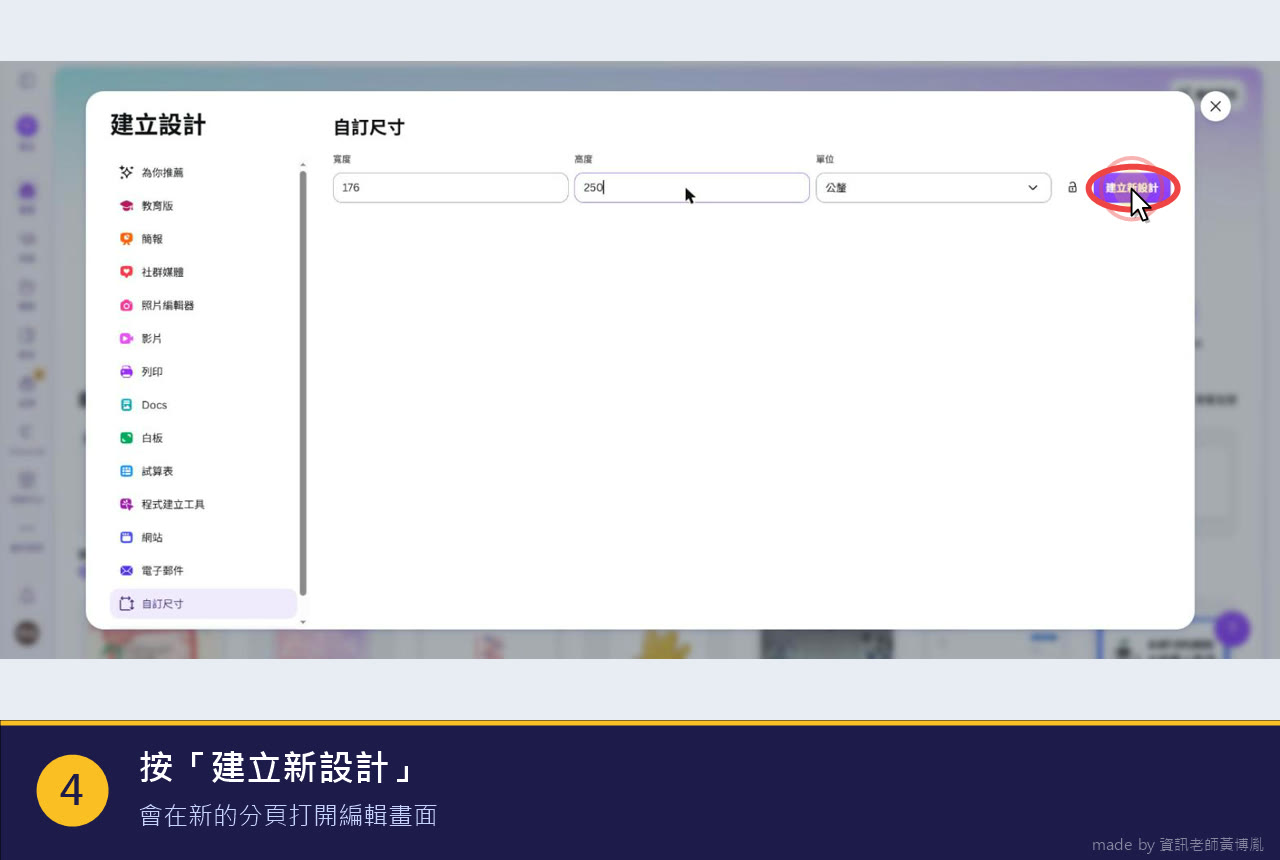 建立設計
自訂尺寸
寬度
高度
單位
176
250
公釐
建立新設計
為你推薦
教育版
簡報
社群媒體
照片編輯器
影片
列印
Docs
白板
試算表
程式建立工具
網站
電子郵件
自訂尺寸
4
按「建立新設計」
會在新的分頁打開編輯畫面
made by 資訊老師黃博胤